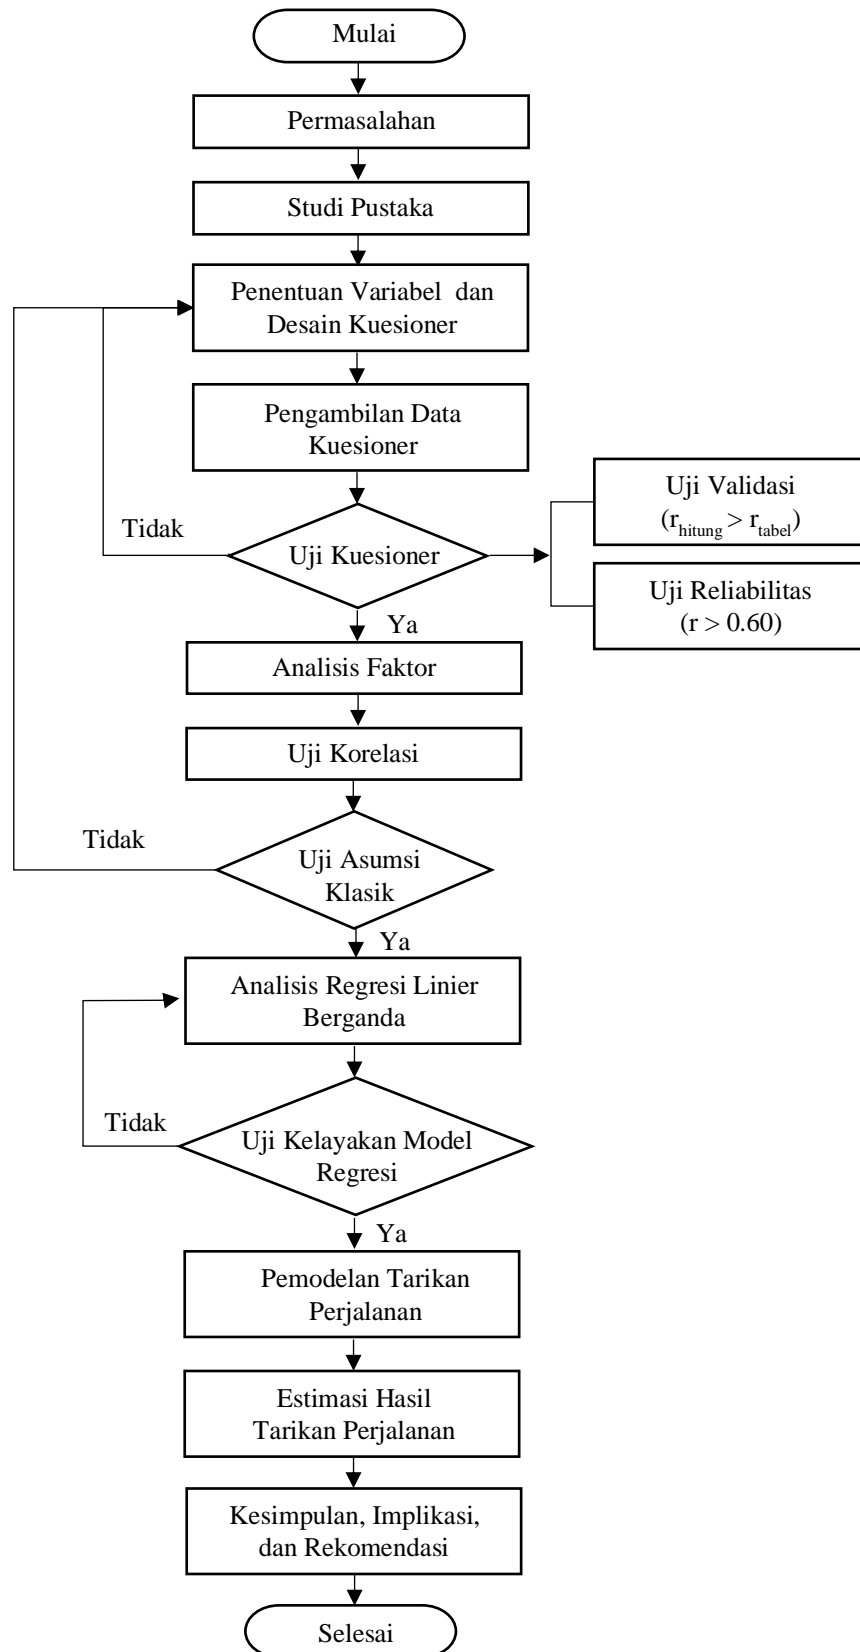 Mulai
Permasalahan
Studi Pustaka
Penentuan Variabel dan
Desain Kuesioner
Pengambilan Data
Kuesioner
Uji Validasi
(r_hitung > r_tabel)
Tidak
Uji Kuesioner
Uji Reliabilitas
(r > 0.60)
Ya
Analisis Faktor
Uji Korelasi
Tidak
Uji Asumsi
Klasik
Ya
Analisis Regresi Linier
Berganda
Tidak
Uji Kelayakan Model
Regresi
Ya
Pemodelan Tarikan
Perjalanan
Estimasi Hasil
Tarikan Perjalanan
Kesimpulan, Implikasi,
dan Rekomendasi
Selesai